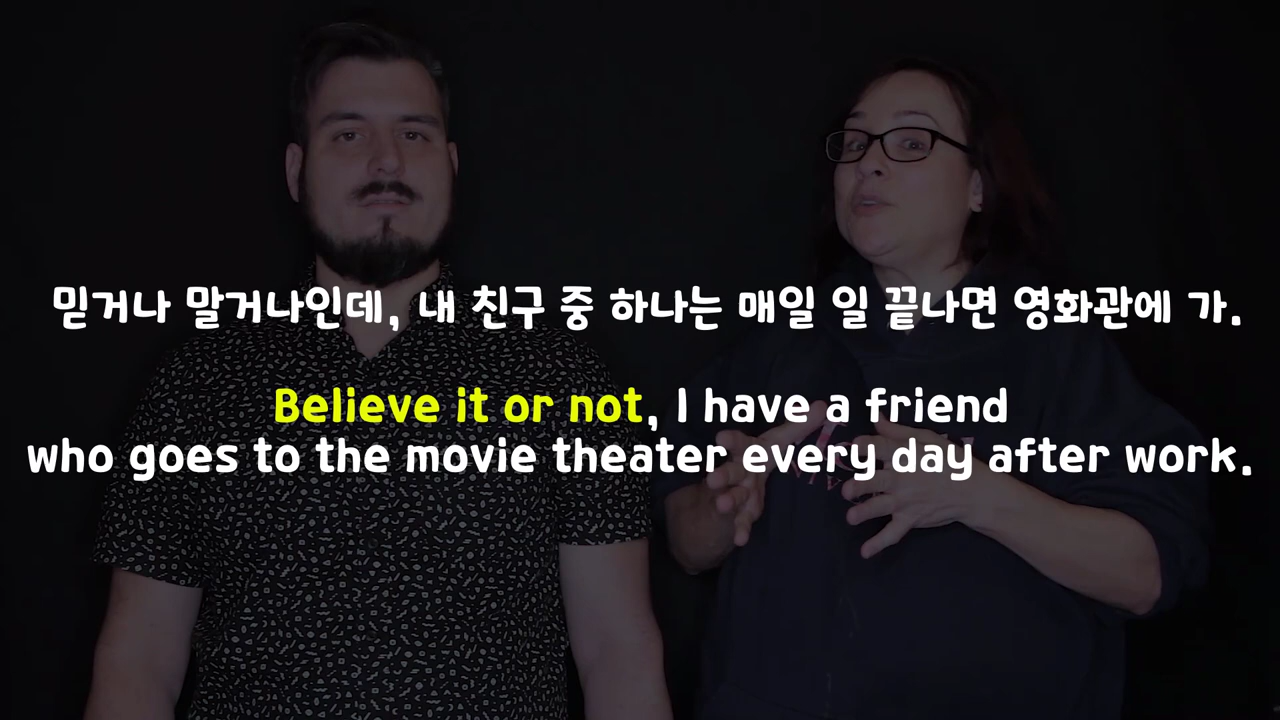 믿거나 말거나인데, 내 친구 중 하나는 매일 일 끝나면 영화관에 가.
Believe it or not, I have a friend
who goes to the movie theater every day after work.